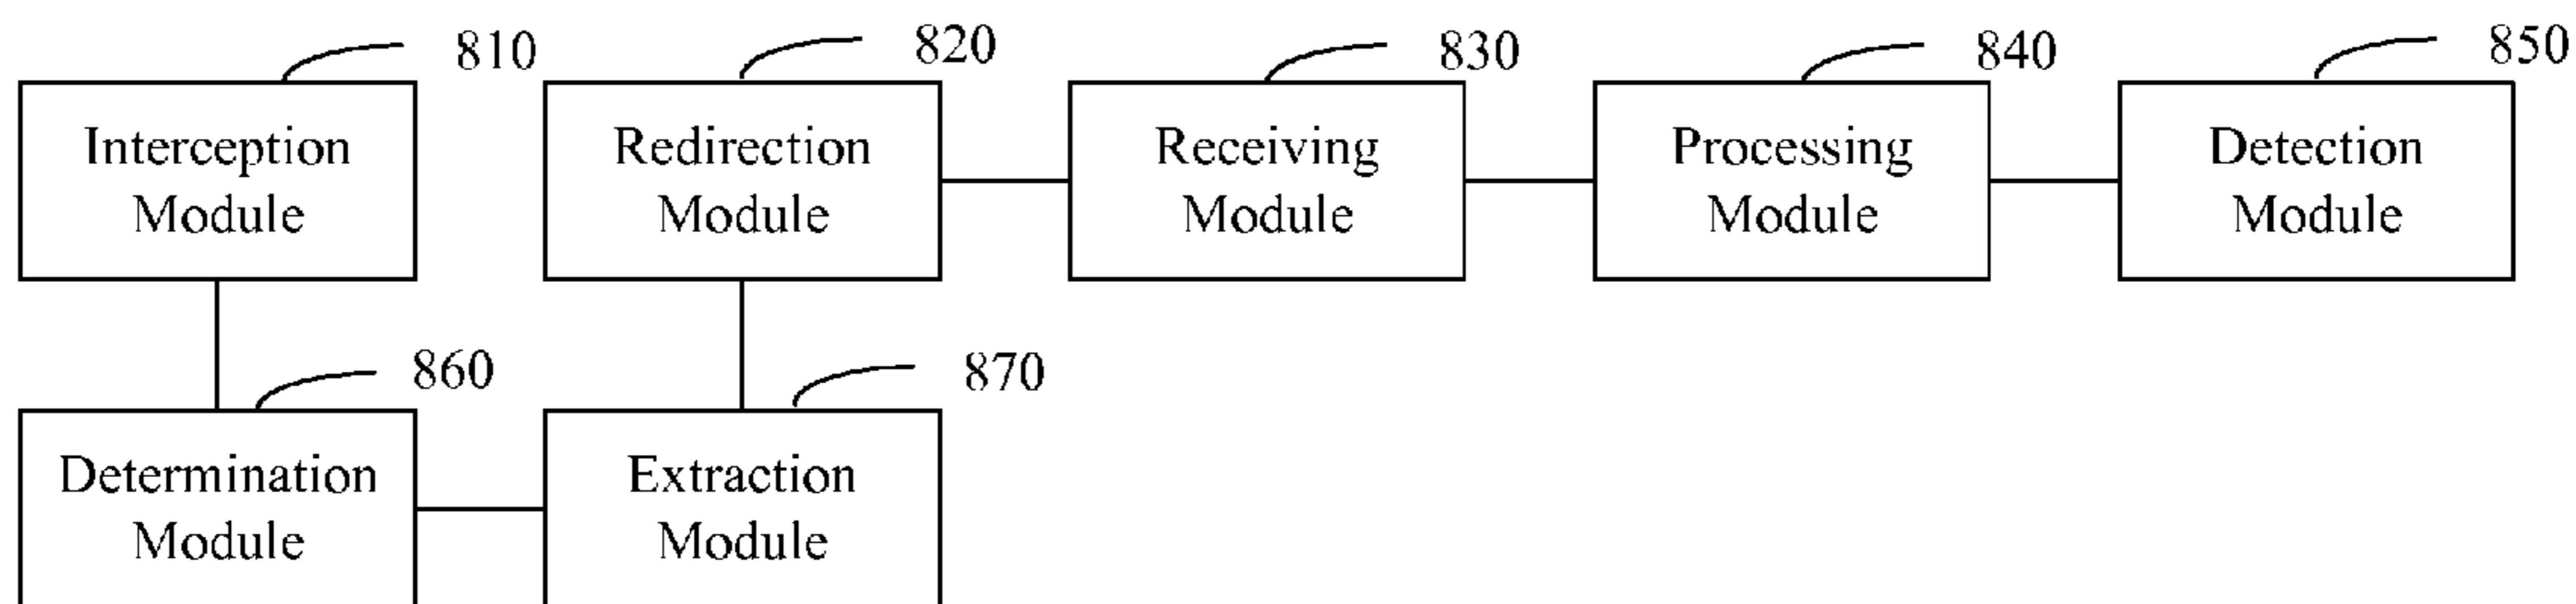 810
820
830
840
850
Interception
Module
Redirection
Module
Receiving
Module
Processing
Module
Detection
Module
860
870
Determination
Module
Extraction
Module